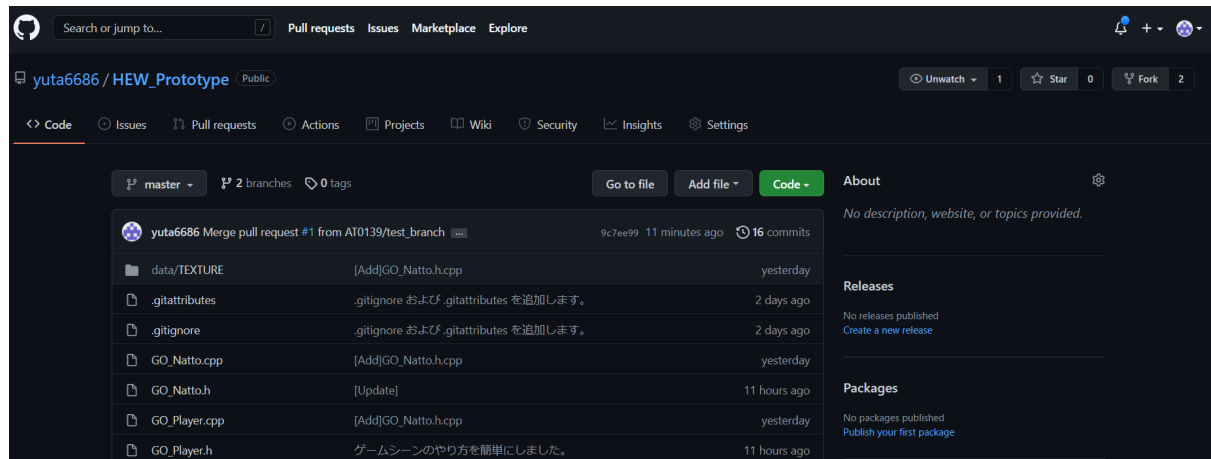 Search or jump to... / Pull requests Issues Marketplace Explore
yuta6686 / HEW_Prototype Public Unwatch 1 Star 0 Fork 2
<> Code Issues Pull requests Actions Projects Wiki Security Insights Settings
master 2 branches 0 tags Go to file Add file Code
yuta6686 Merge pull request #1 from AT0139/test_branch ... 9c7ee99 11 minutes ago 16 commits
data/TEXTURE [Add]GO_Natto.h.cpp yesterday
.gitattributes .gitignore および .gitattributes を追加します。 2 days ago
.gitignore .gitignore および .gitattributes を追加します。 2 days ago
GO_Natto.cpp [Add]GO_Natto.h.cpp yesterday
GO_Natto.h [Update] 11 hours ago
GO_Player.cpp [Add]GO_Natto.h.cpp yesterday
GO_Player.h ゲームシーンのやり方を簡単にしました。 11 hours ago
About
No description, website, or topics provided.
Releases
No releases published
Create a new release
Packages
No packages published
Publish your first package